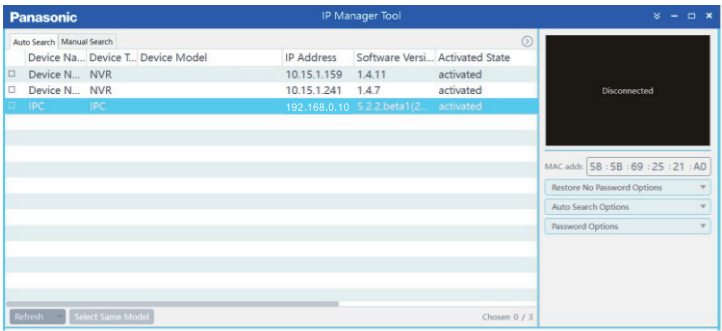 Panasonic IP Manager Tool
Auto Search Manual Search
Device Na... Device T... Device Model IP Address Software Versi... Activated State
Device N... NVR 10.15.1.159 1.4.11 activated
Device N... NVR 10.15.1.241 1.4.7 activated
IPC IPC 192.168.0.10 5.2.2.beta1(2... activated
Disconnected
MAC addr. 58 : 5B : 69 : 25 : 21 : A0
Restore No Password Options
Auto Search Options
Password Options
Refresh Select Same Model Chosen 0 / 3